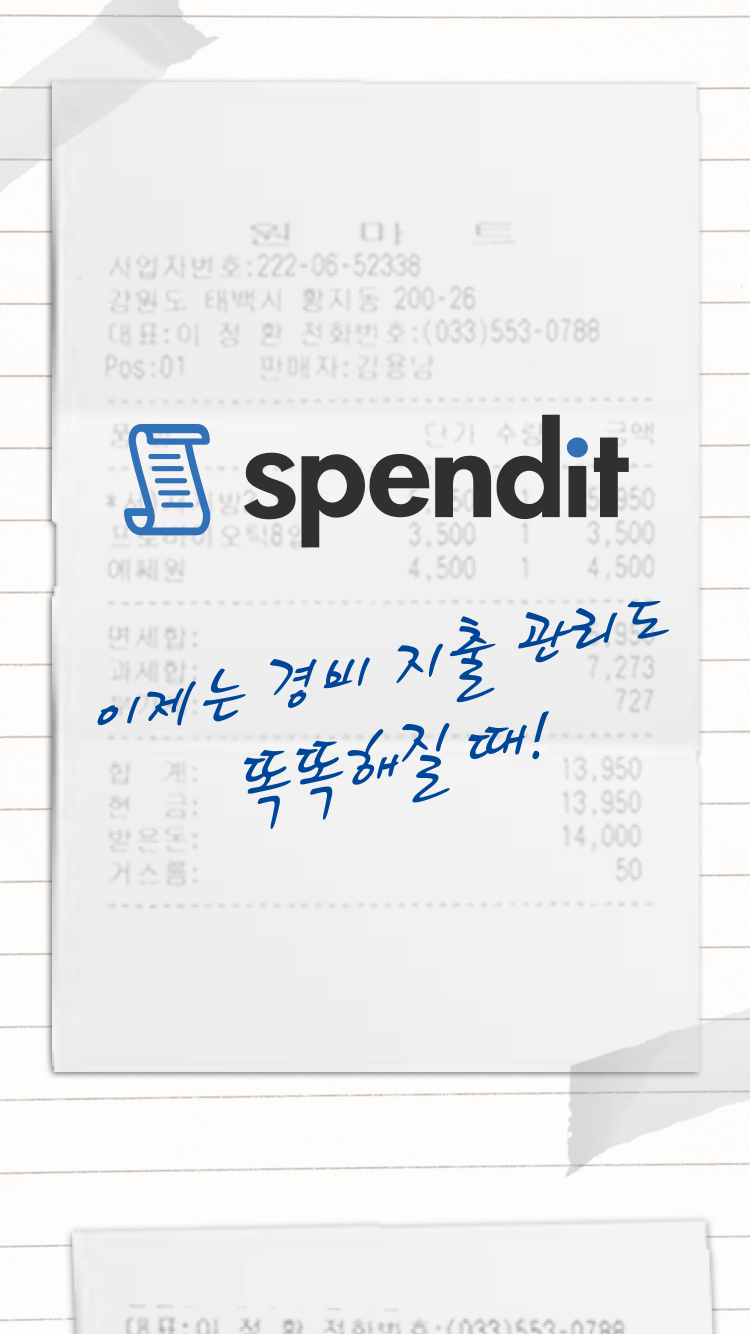 원 마 트
사업자번호:222-06-52338
강원도 태백시 황지동 200-26
대표:이 정 환 전화번호:(033)553-0788
Pos:01 판매자:김용남
단가 수량 금액
spendit
3,500 1 3,500
에쎄원 4,500 1 4,500
면세합:
과세합: 7,273
727
이제는 경비 지출 관리도
똑똑해질 때!
합 계: 13,950
현 금: 13,950
받은돈: 14,000
거스름: 50
대표:이 정 환 전화번호:(033)553-0788